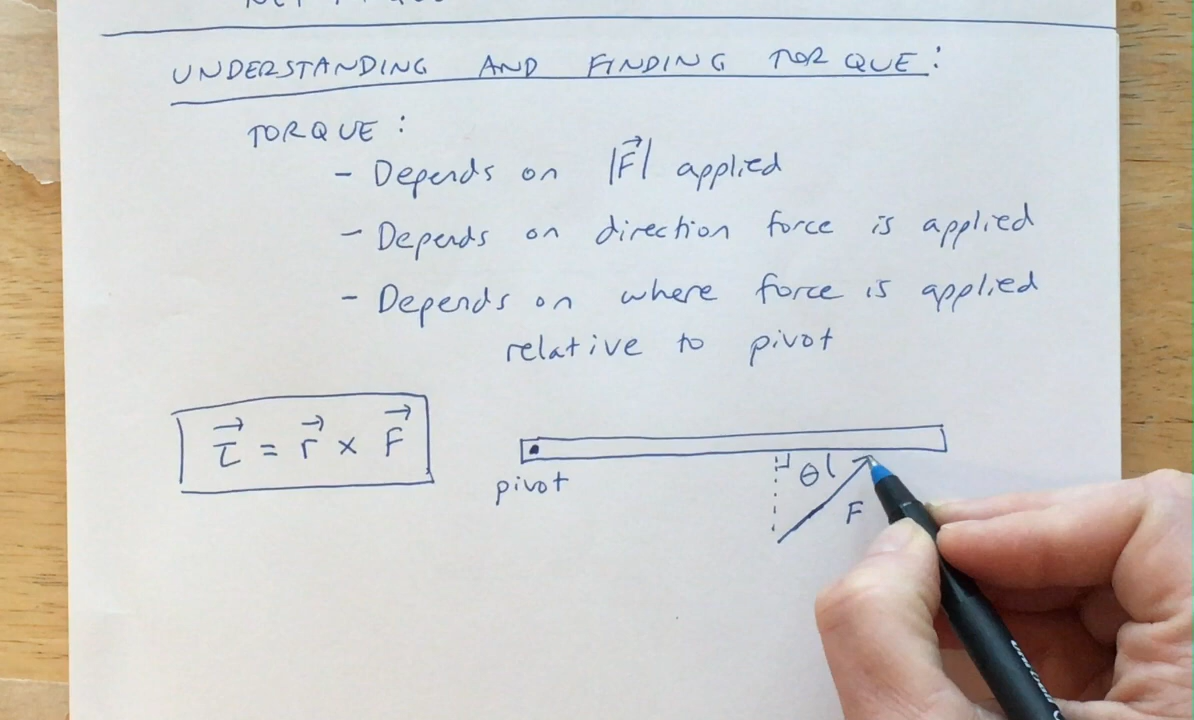 UNDERSTANDING AND FINDING TORQUE:
TORQUE:
- Depends on |F⃗| applied
- Depends on direction force is applied
- Depends on where force is applied
relative to pivot
τ⃗ = r⃗ × F⃗
pivot
θ
F